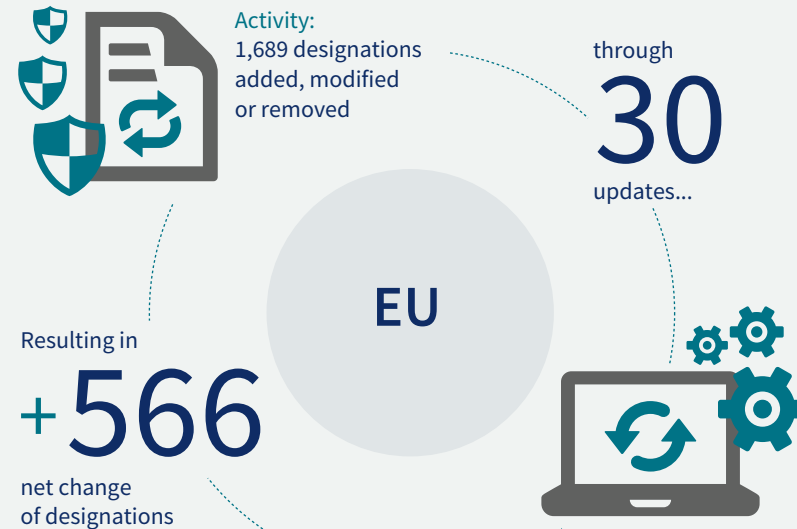 Activity:
1,689 designations
added, modified
or removed
through
30
updates...
EU
Resulting in
+566
net change
of designations